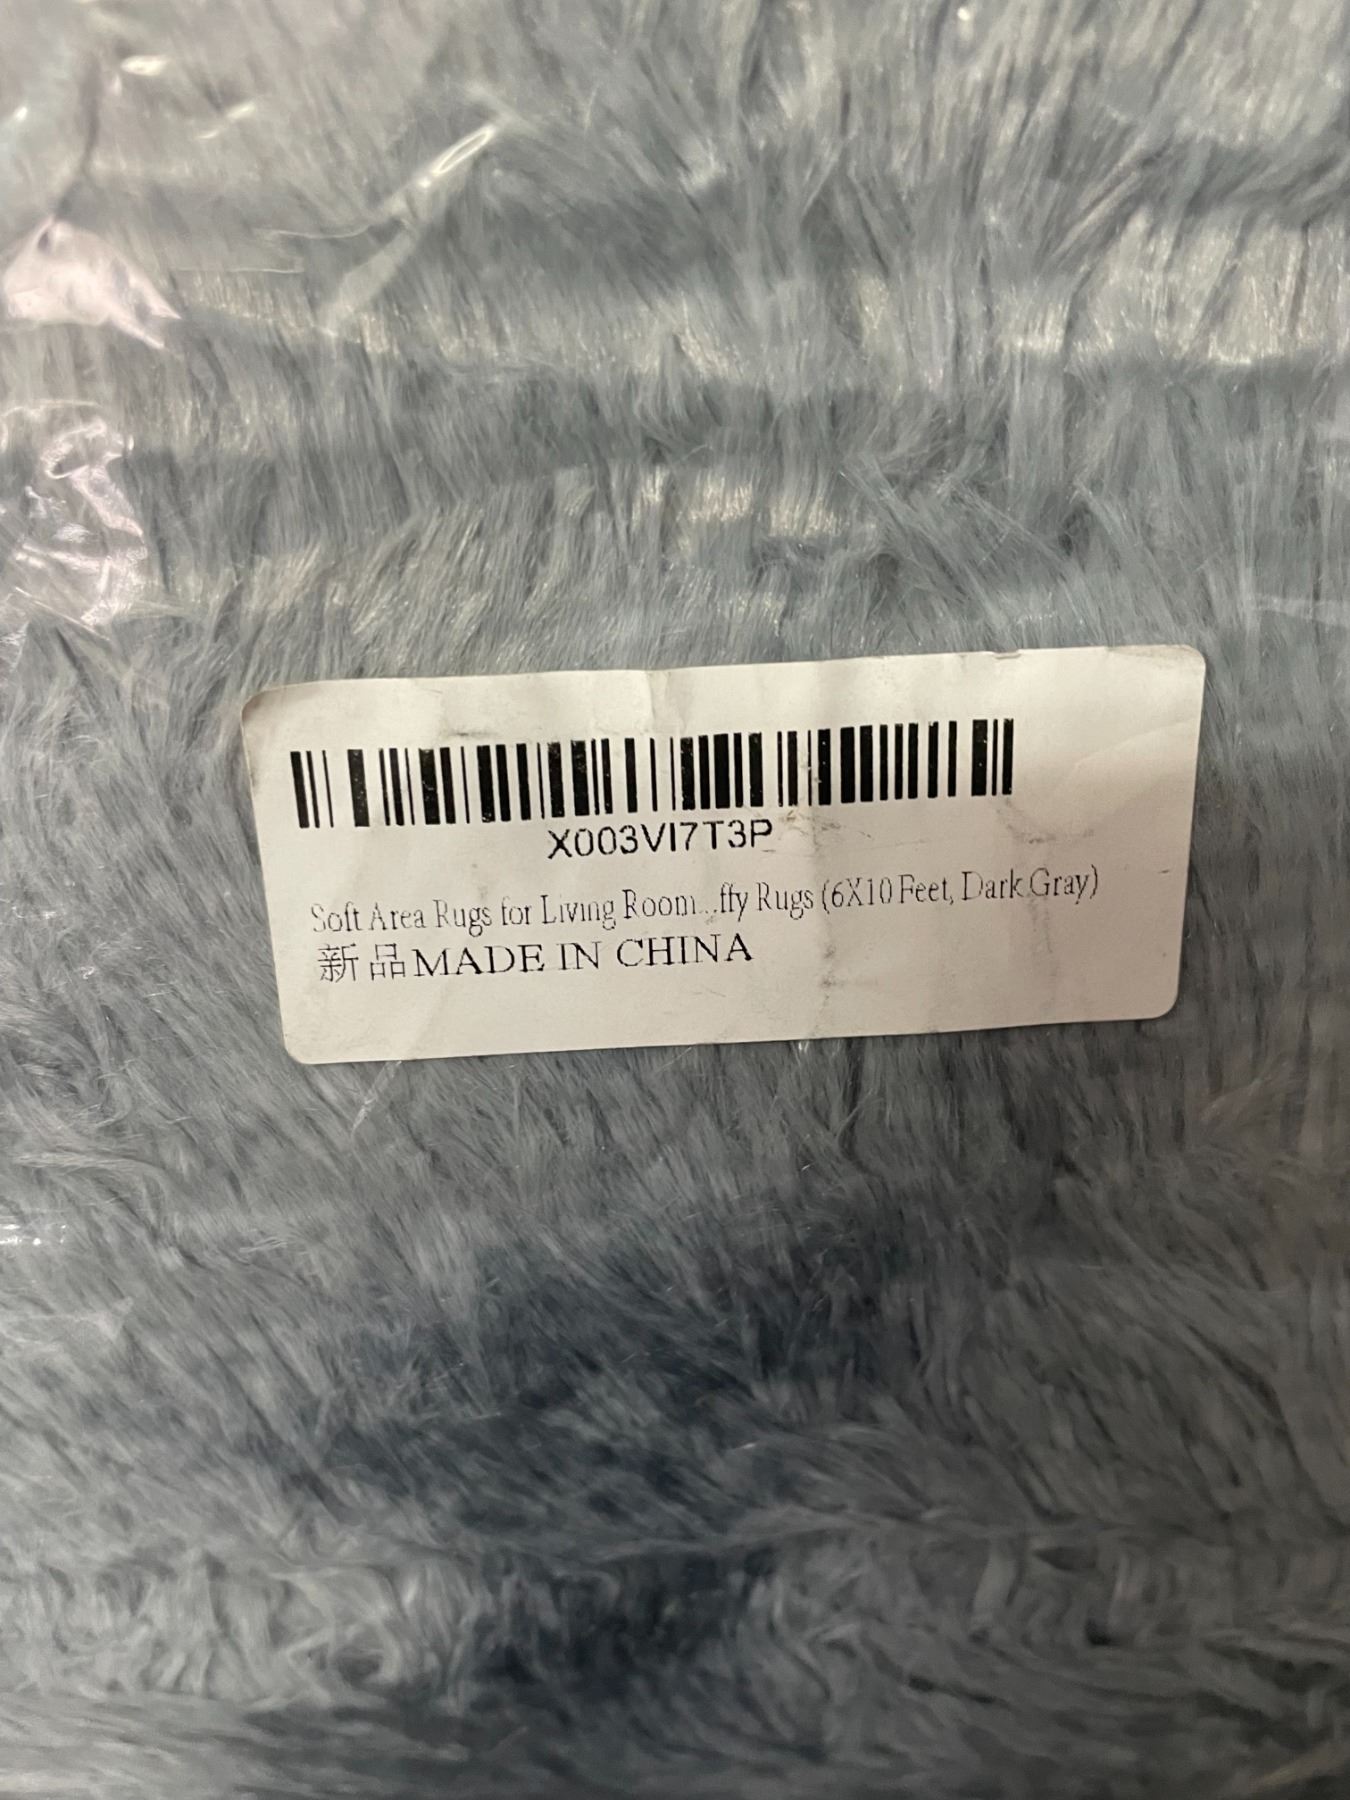 X003VI7T3P
Soft Area Rugs for Living Room...ffy Rugs (6X10 Feet, Dark Gray)
新品MADE IN CHINA